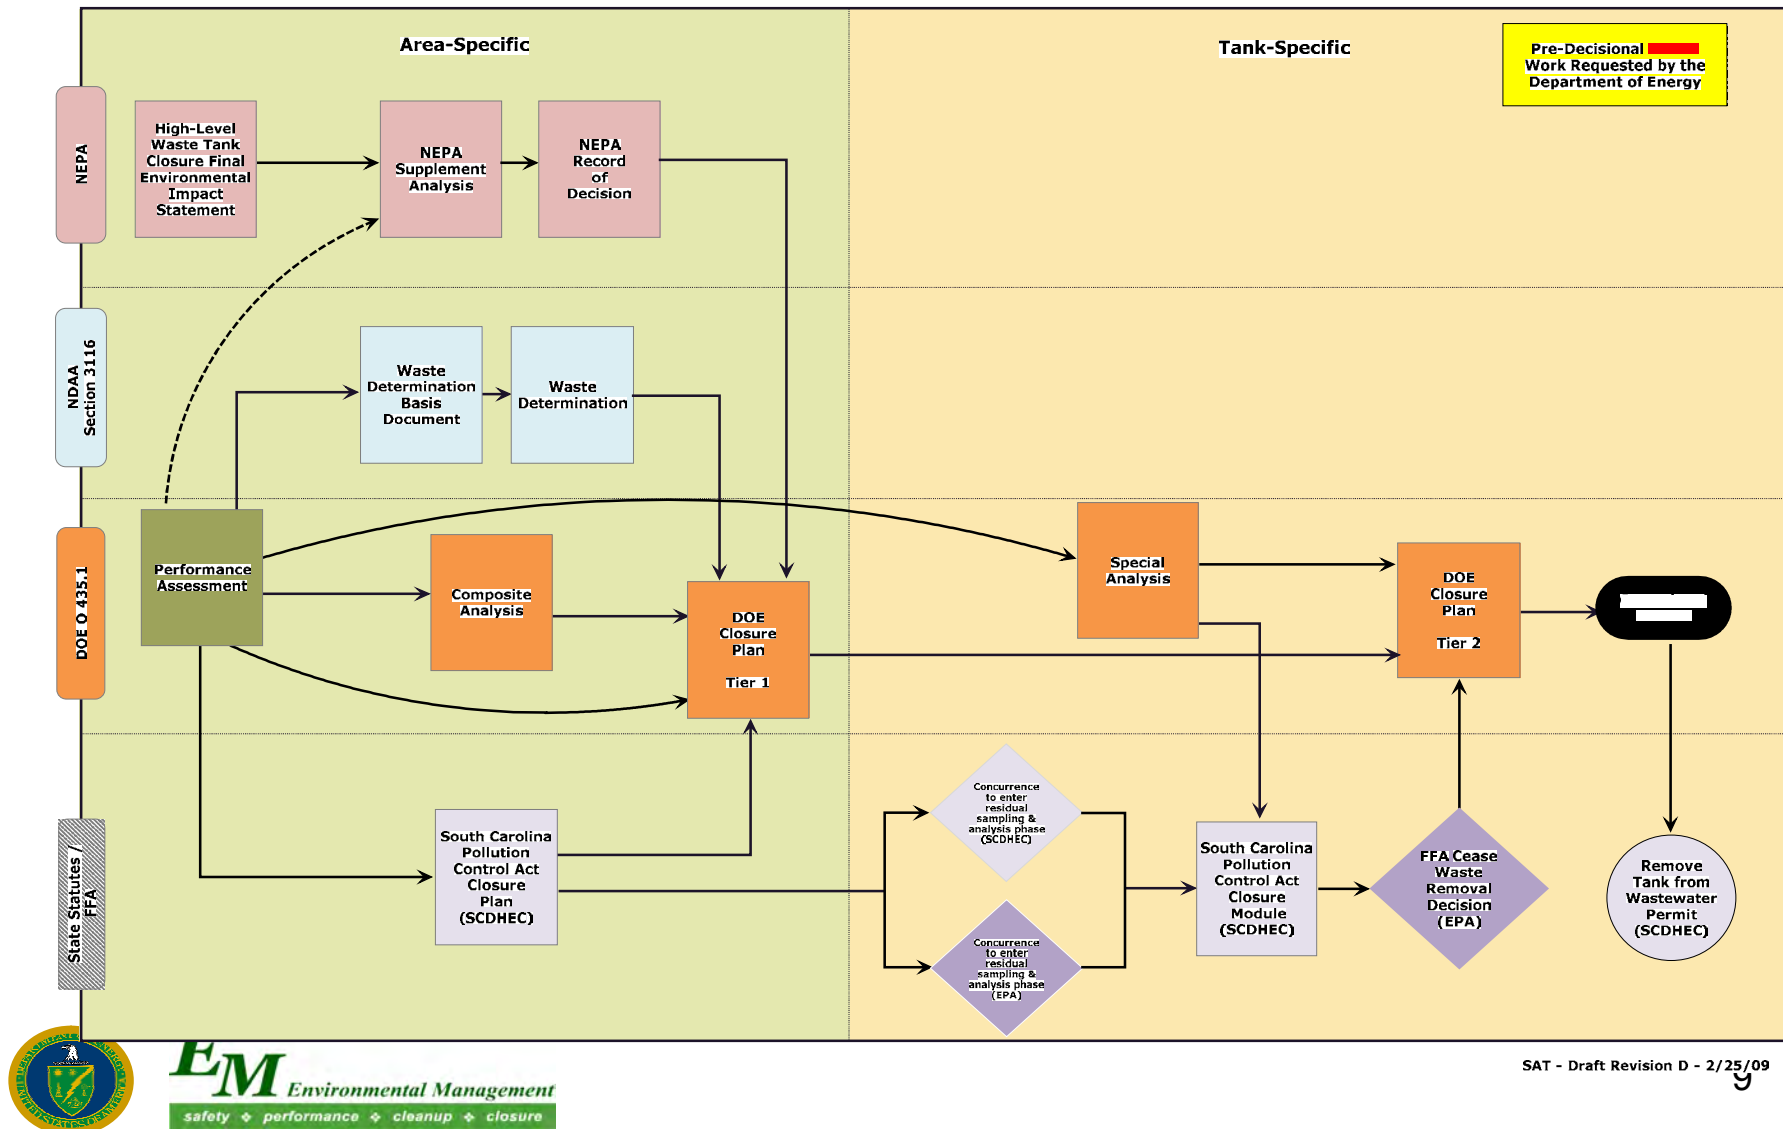 Area-Specific
Tank-Specific
Pre-Decisional
Work Requested by the
Department of Energy
NEPA
High-Level
Waste Tank
Closure Final
Environmental
Impact
Statement
NEPA
Supplement
Analysis
NEPA
Record
of
Decision
NDAA
Section 3116
Waste
Determination
Basis
Document
Waste
Determination
DOE O 435.1
Performance
Assessment
Composite
Analysis
DOE
Closure
Plan
Tier 1
Special
Analysis
DOE
Closure
Plan
Tier 2
State Statutes /
FFA
South Carolina
Pollution
Control Act
Closure
Plan
(SCDHEC)
Concurrence
to enter
residual
sampling &
analysis phase
(SCDHEC)
Concurrence
to enter
residual
sampling &
analysis phase
(EPA)
South Carolina
Pollution
Control Act
Closure
Module
(SCDHEC)
FFA Cease
Waste
Removal
Decision
(EPA)
Remove
Tank from
Wastewater
Permit
(SCDHEC)
EM Environmental Management
safety ❖ performance ❖ cleanup ❖ closure
SAT - Draft Revision D - 2/25/09
9